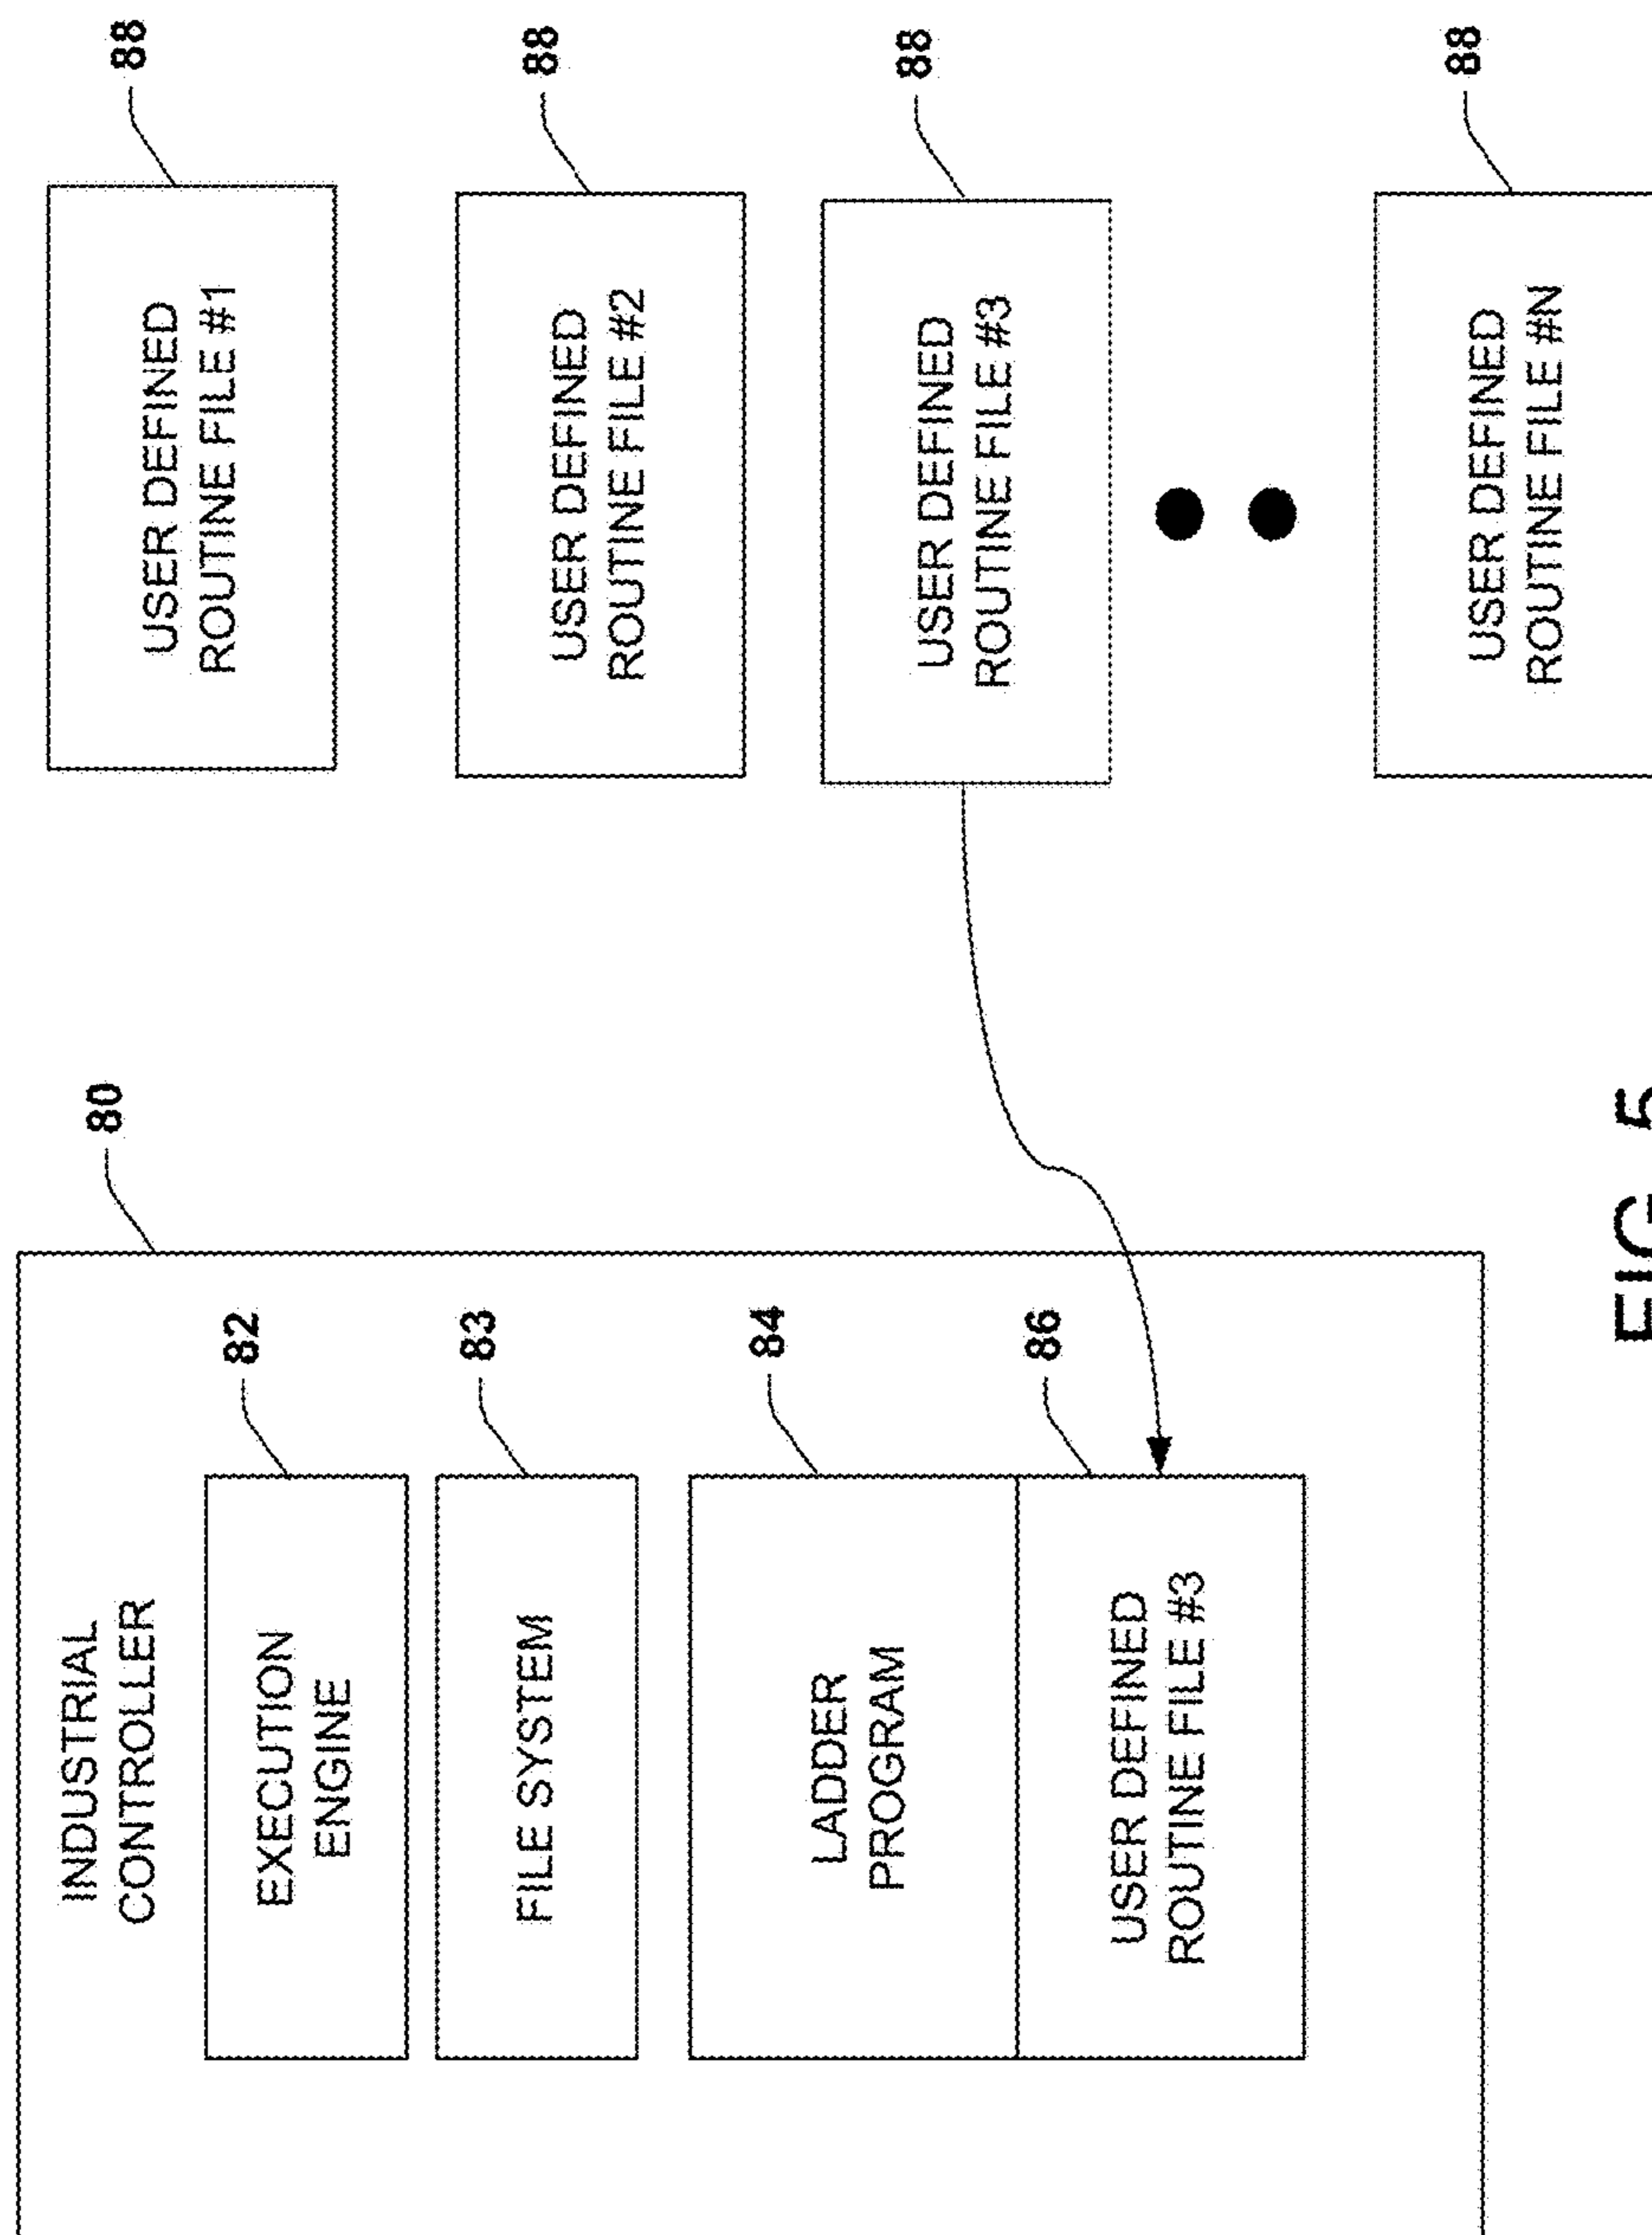 INDUSTRIAL
CONTROLLER
80
EXECUTION
ENGINE
82
FILE SYSTEM
83
LADDER
PROGRAM
84
USER DEFINED
ROUTINE FILE #3
86
USER DEFINED
ROUTINE FILE #1
88
USER DEFINED
ROUTINE FILE #2
88
USER DEFINED
ROUTINE FILE #3
88
USER DEFINED
ROUTINE FILE #N
88
FIG. 5